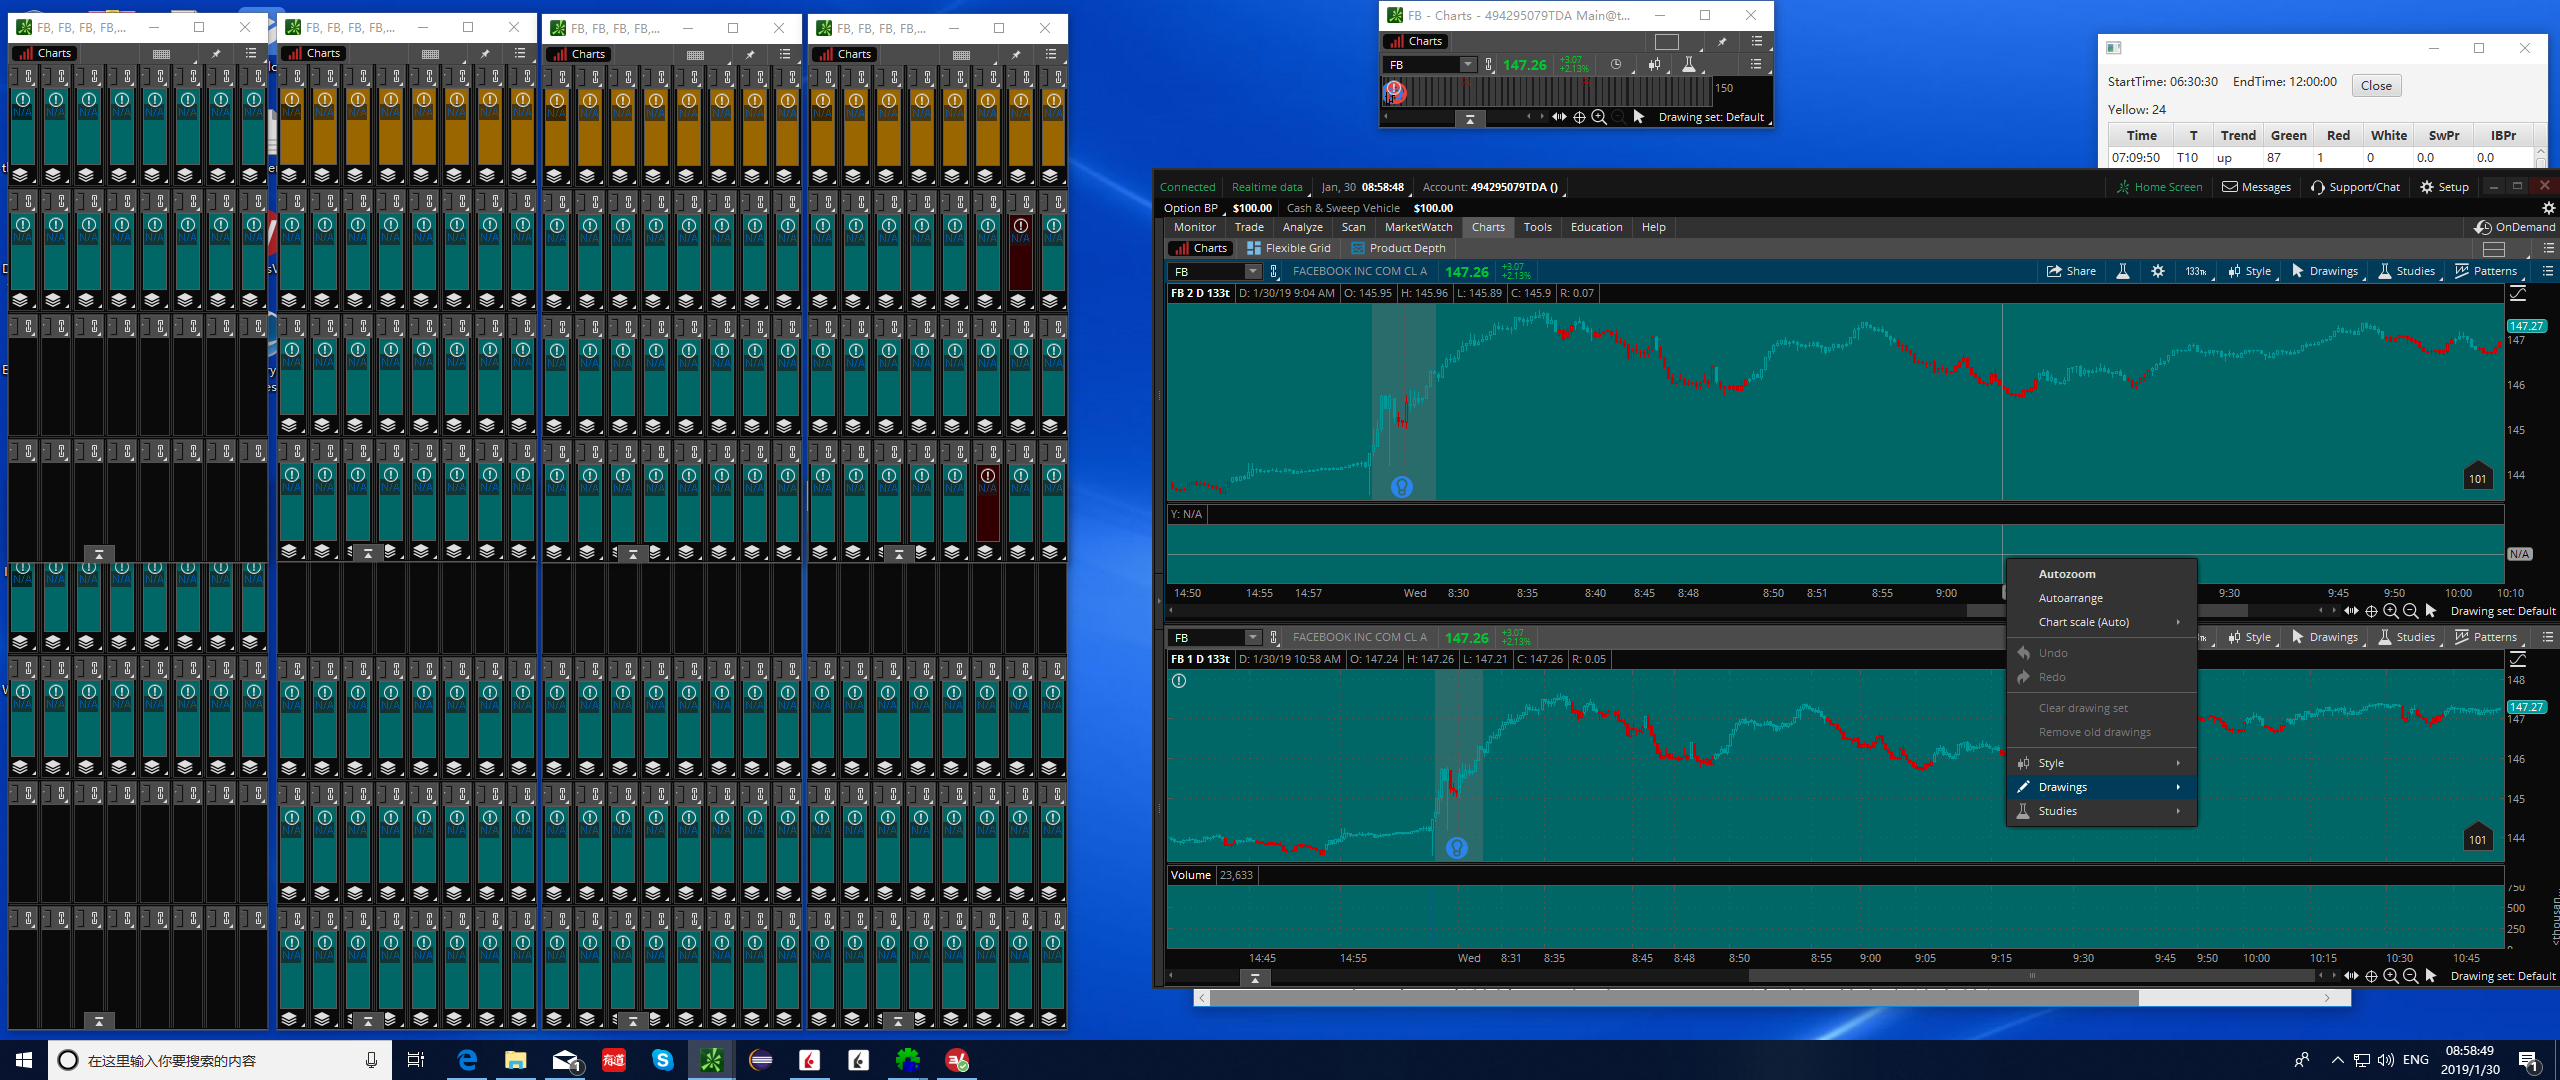 FB, FB, FB, FB,...
FB, FB, FB, FB,...
FB, FB, FB, FB,...
FB, FB, FB, FB,...
Charts
Charts
Charts
Charts
FB - Charts - 494295079TDA Main@t...
Charts
FB
147.26
+3.07
+2.13%
150
Drawing set: Default
StartTime: 06:30:30
EndTime: 12:00:00
Close
Yellow: 24
Time T Trend Green Red White SwPr IBPr
07:09:50 T10 up 87 1 0 0.0 0.0
Connected
Realtime data
Jan, 30 08:58:48
Account: 494295079TDA ()
Home Screen
Messages
Support/Chat
Setup
Option BP $100.00
Cash & Sweep Vehicle $100.00
Monitor Trade Analyze Scan MarketWatch Charts Tools Education Help
OnDemand
Charts
Flexible Grid
Product Depth
FB
FACEBOOK INC COM CL A
147.26
+3.07
+2.13%
Share
133tk
Style
Drawings
Studies
Patterns
FB 2 D 133t D: 1/30/19 9:04 AM O: 145.95 H: 145.96 L: 145.89 C: 145.9 R: 0.07
147.27
147
146
145
144
101
Y: N/A
N/A
14:50 14:55 14:57 Wed 8:30 8:35 8:40 8:45 8:48 8:50 8:51 8:55 9:00 9:30 9:45 9:50 10:00 10:10
Drawing set: Default
Autozoom
Autoarrange
Chart scale (Auto)
Undo
Redo
Clear drawing set
Remove old drawings
Style
Drawings
Studies
FB
FACEBOOK INC COM CL A
147.26
+3.07
+2.13%
Style
Drawings
Studies
Patterns
FB 1 D 133t D: 1/30/19 10:58 AM O: 147.24 H: 147.26 L: 147.21 C: 147.26 R: 0.05
148
147.27
147
146
145
144
101
Volume 23,633
750
500
250
0
<thousan...
14:45 14:55 Wed 8:31 8:35 8:45 8:48 8:50 8:55 9:00 9:05 9:15 9:30 9:45 9:50 10:00 10:15 10:30 10:45
Drawing set: Default
在这里输入你要搜索的内容
1
有道
ENG
08:58:49
2019/1/30
1